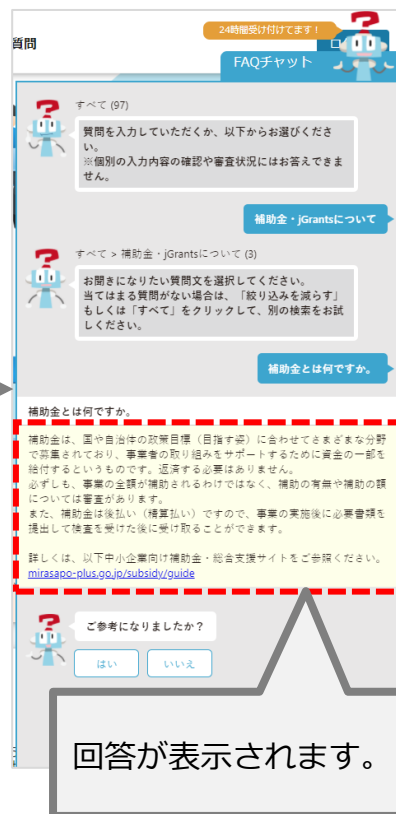 質問
24時間受け付けてます！
FAQチャット
すべて (97)
質問を入力していただくか、以下からお選びくださ
い。
※個別の入力内容の確認や審査状況にはお答えできま
せん。
補助金・jGrantsについて
すべて > 補助金・jGrantsについて (3)
お聞きになりたい質問文を選択してください。
当てはまる質問がない場合は、「絞り込みを減らす」
もしくは「すべて」をクリックして、別の検索をお試
しください。
補助金とは何ですか。
補助金とは何ですか。
補助金は、国や自治体の政策目標（目指す姿）に合わせてさまざまな分野
で募集されており、事業者の取り組みをサポートするために資金の一部を
給付するというものです。返済する必要はありません。
必ずしも、事業の全額が補助されるわけではなく、補助の有無や補助の額
については審査があります。
また、補助金は後払い（精算払い）ですので、事業の実施後に必要書類を
提出して検査を受けた後に受け取ることができます。
詳しくは、以下中小企業向け補助金・総合支援サイトをご参照ください。
mirasapo-plus.go.jp/subsidy/guide
ご参考になりましたか？
はい
いいえ
回答が表示されます。